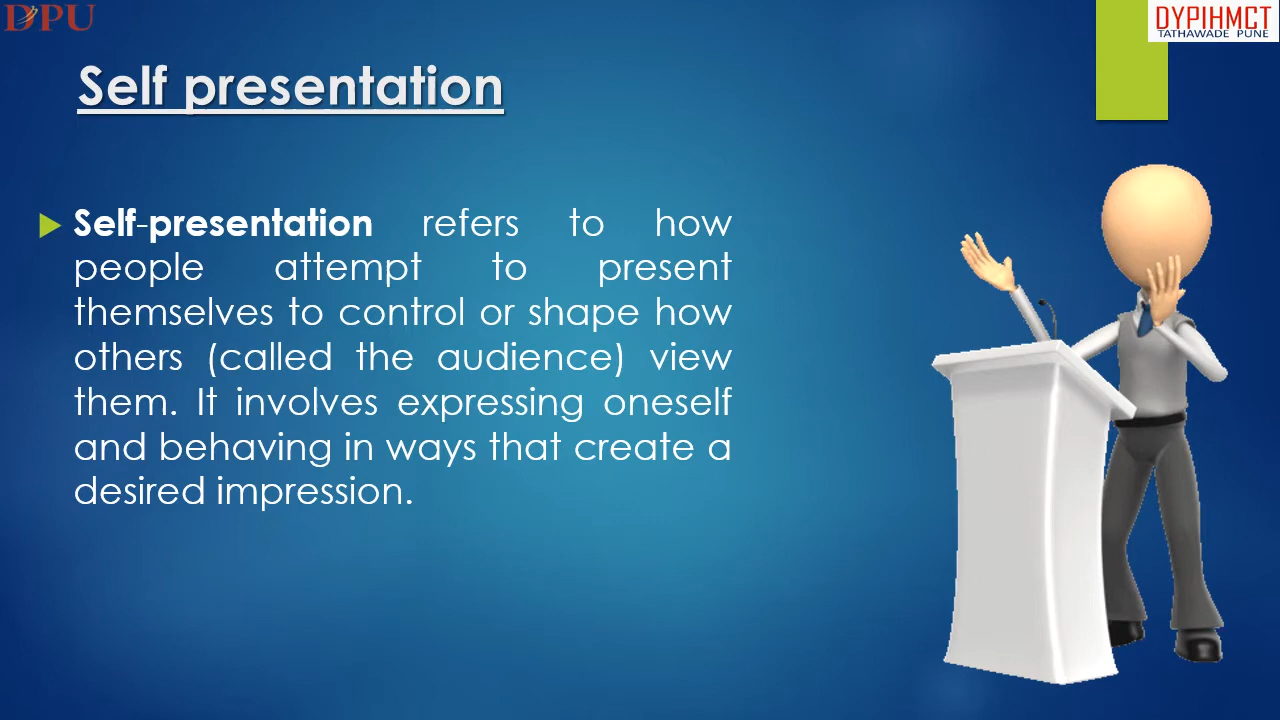 DPU
DYPIHMCT
TATHAWADE PUNE
Self presentation
Self-presentation refers to how
people attempt to present
themselves to control or shape how
others (called the audience) view
them. It involves expressing oneself
and behaving in ways that create a
desired impression.